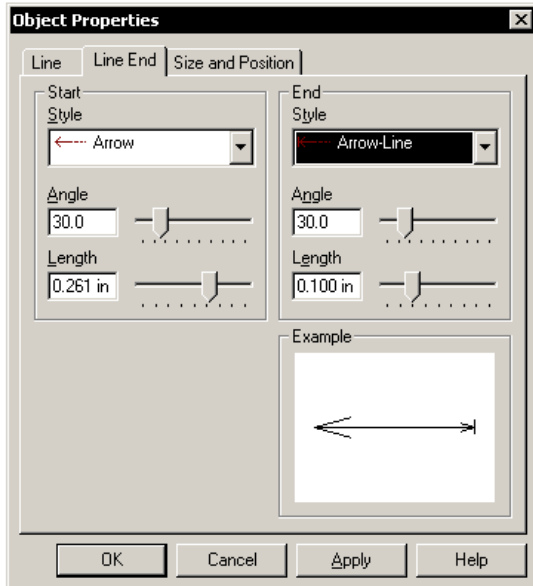 Object Properties
Line Line End Size and Position
Start
Style
Arrow
Angle
30.0
Length
0.261 in
End
Style
Arrow-Line
Angle
30.0
Length
0.100 in
Example
OK Cancel Apply Help